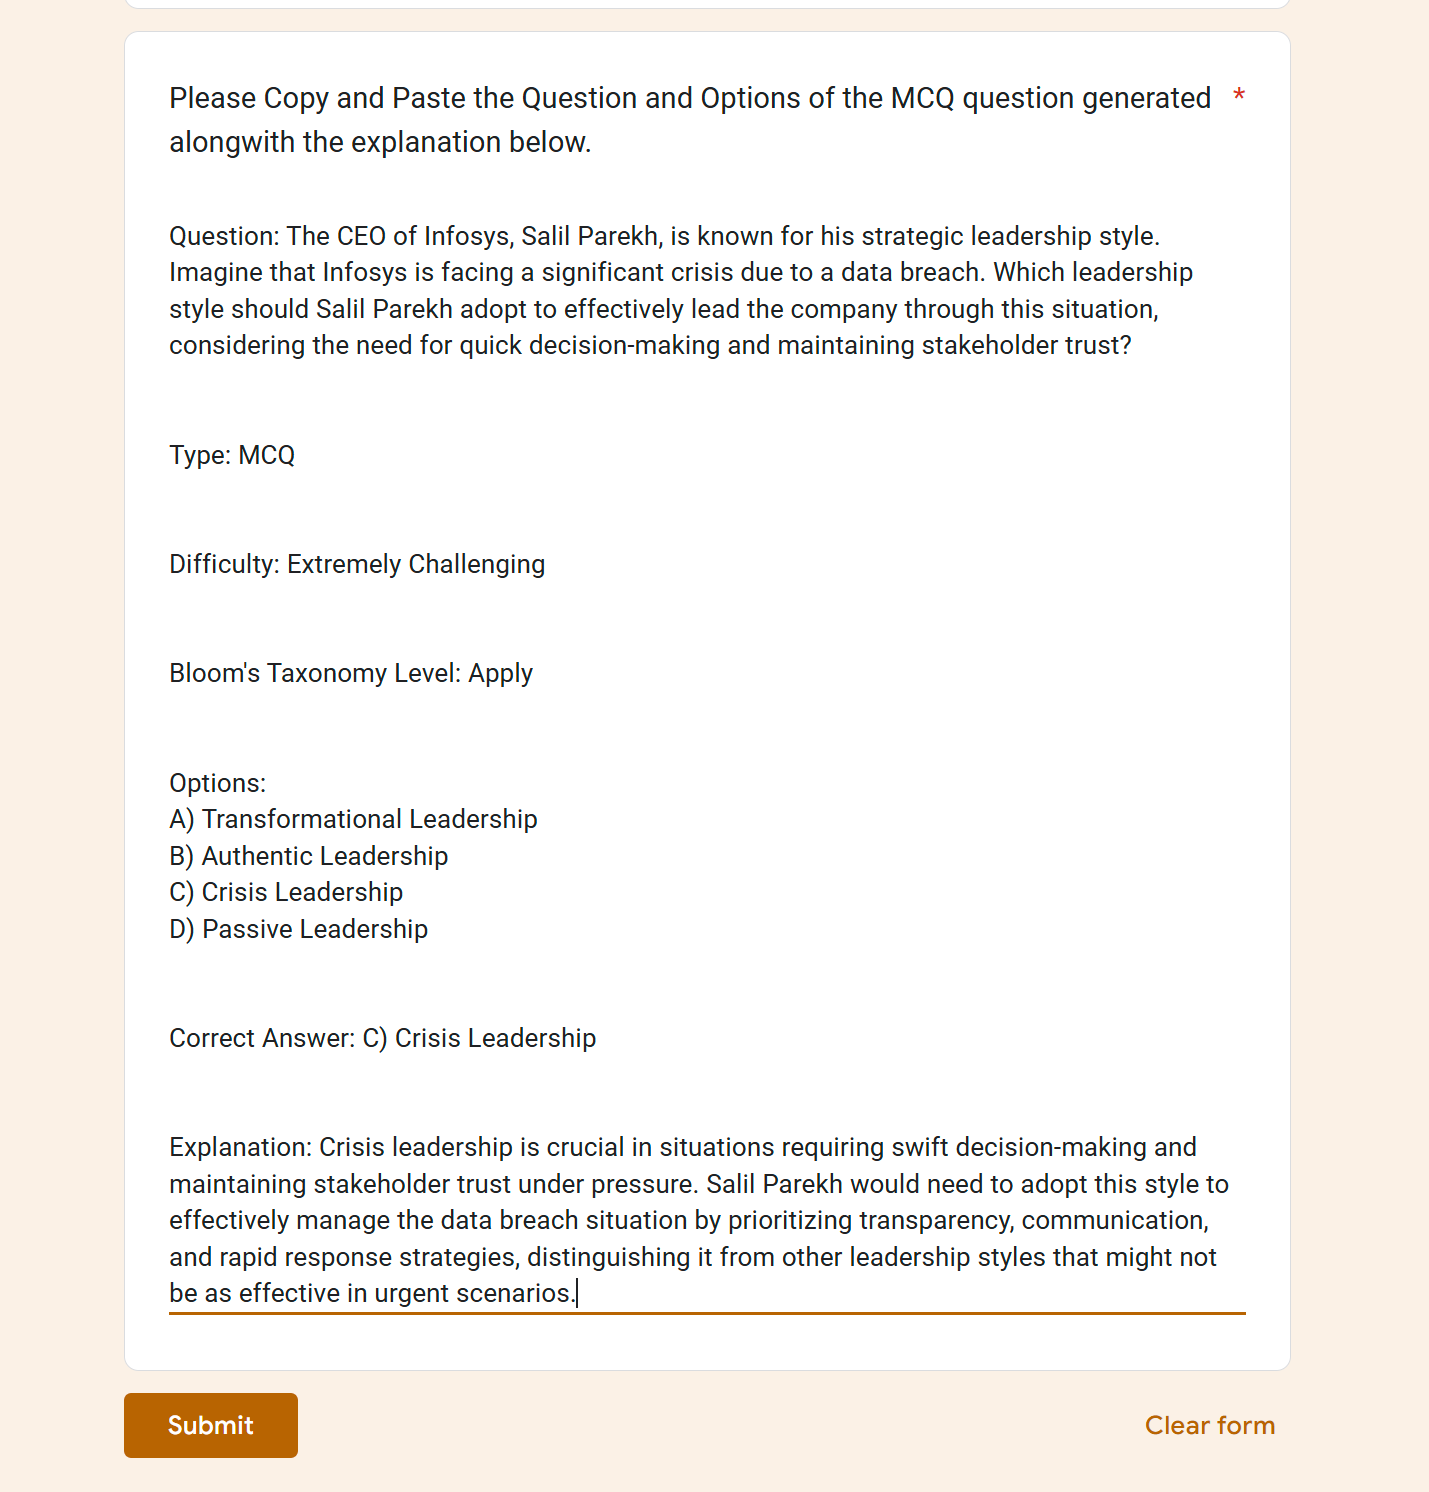 Please Copy and Paste the Question and Options of the MCQ question generated *
alongwith the explanation below.
Question: The CEO of Infosys, Salil Parekh, is known for his strategic leadership style.
Imagine that Infosys is facing a significant crisis due to a data breach. Which leadership
style should Salil Parekh adopt to effectively lead the company through this situation,
considering the need for quick decision-making and maintaining stakeholder trust?
Type: MCQ
Difficulty: Extremely Challenging
Bloom's Taxonomy Level: Apply
Options:
A) Transformational Leadership
B) Authentic Leadership
C) Crisis Leadership
D) Passive Leadership
Correct Answer: C) Crisis Leadership
Explanation: Crisis leadership is crucial in situations requiring swift decision-making and
maintaining stakeholder trust under pressure. Salil Parekh would need to adopt this style to
effectively manage the data breach situation by prioritizing transparency, communication,
and rapid response strategies, distinguishing it from other leadership styles that might not
be as effective in urgent scenarios.
Submit
Clear form